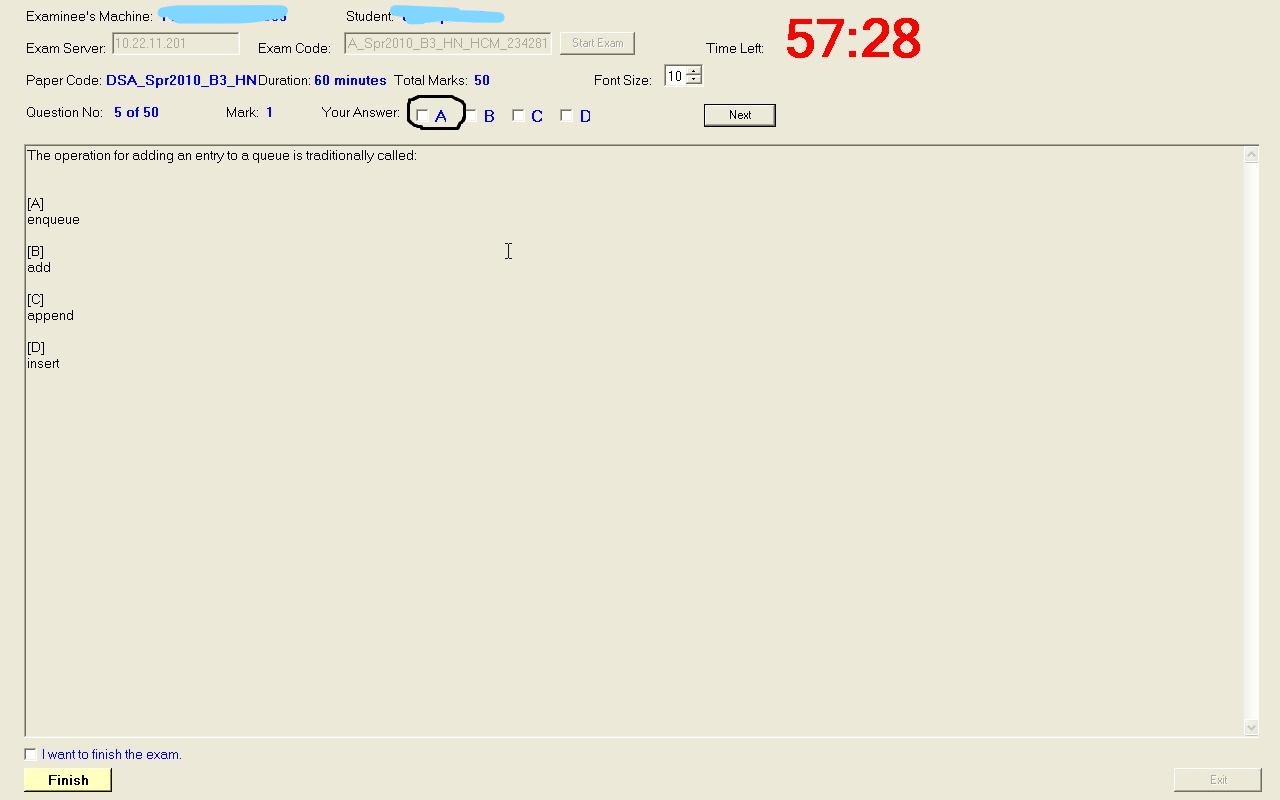 Examinee's Machine: Student:
Exam Server: 10.22.11.201 Exam Code: A_Spr2010_B3_HN_HCM_234281 Start Exam Time Left: 57:28
Paper Code: DSA_Spr2010_B3_HN Duration: 60 minutes Total Marks: 50 Font Size: 10
Question No: 5 of 50 Mark: 1 Your Answer: A B C D Next
The operation for adding an entry to a queue is traditionally called:
[A]
enqueue
[B]
add
[C]
append
[D]
insert
I want to finish the exam.
Finish Exit